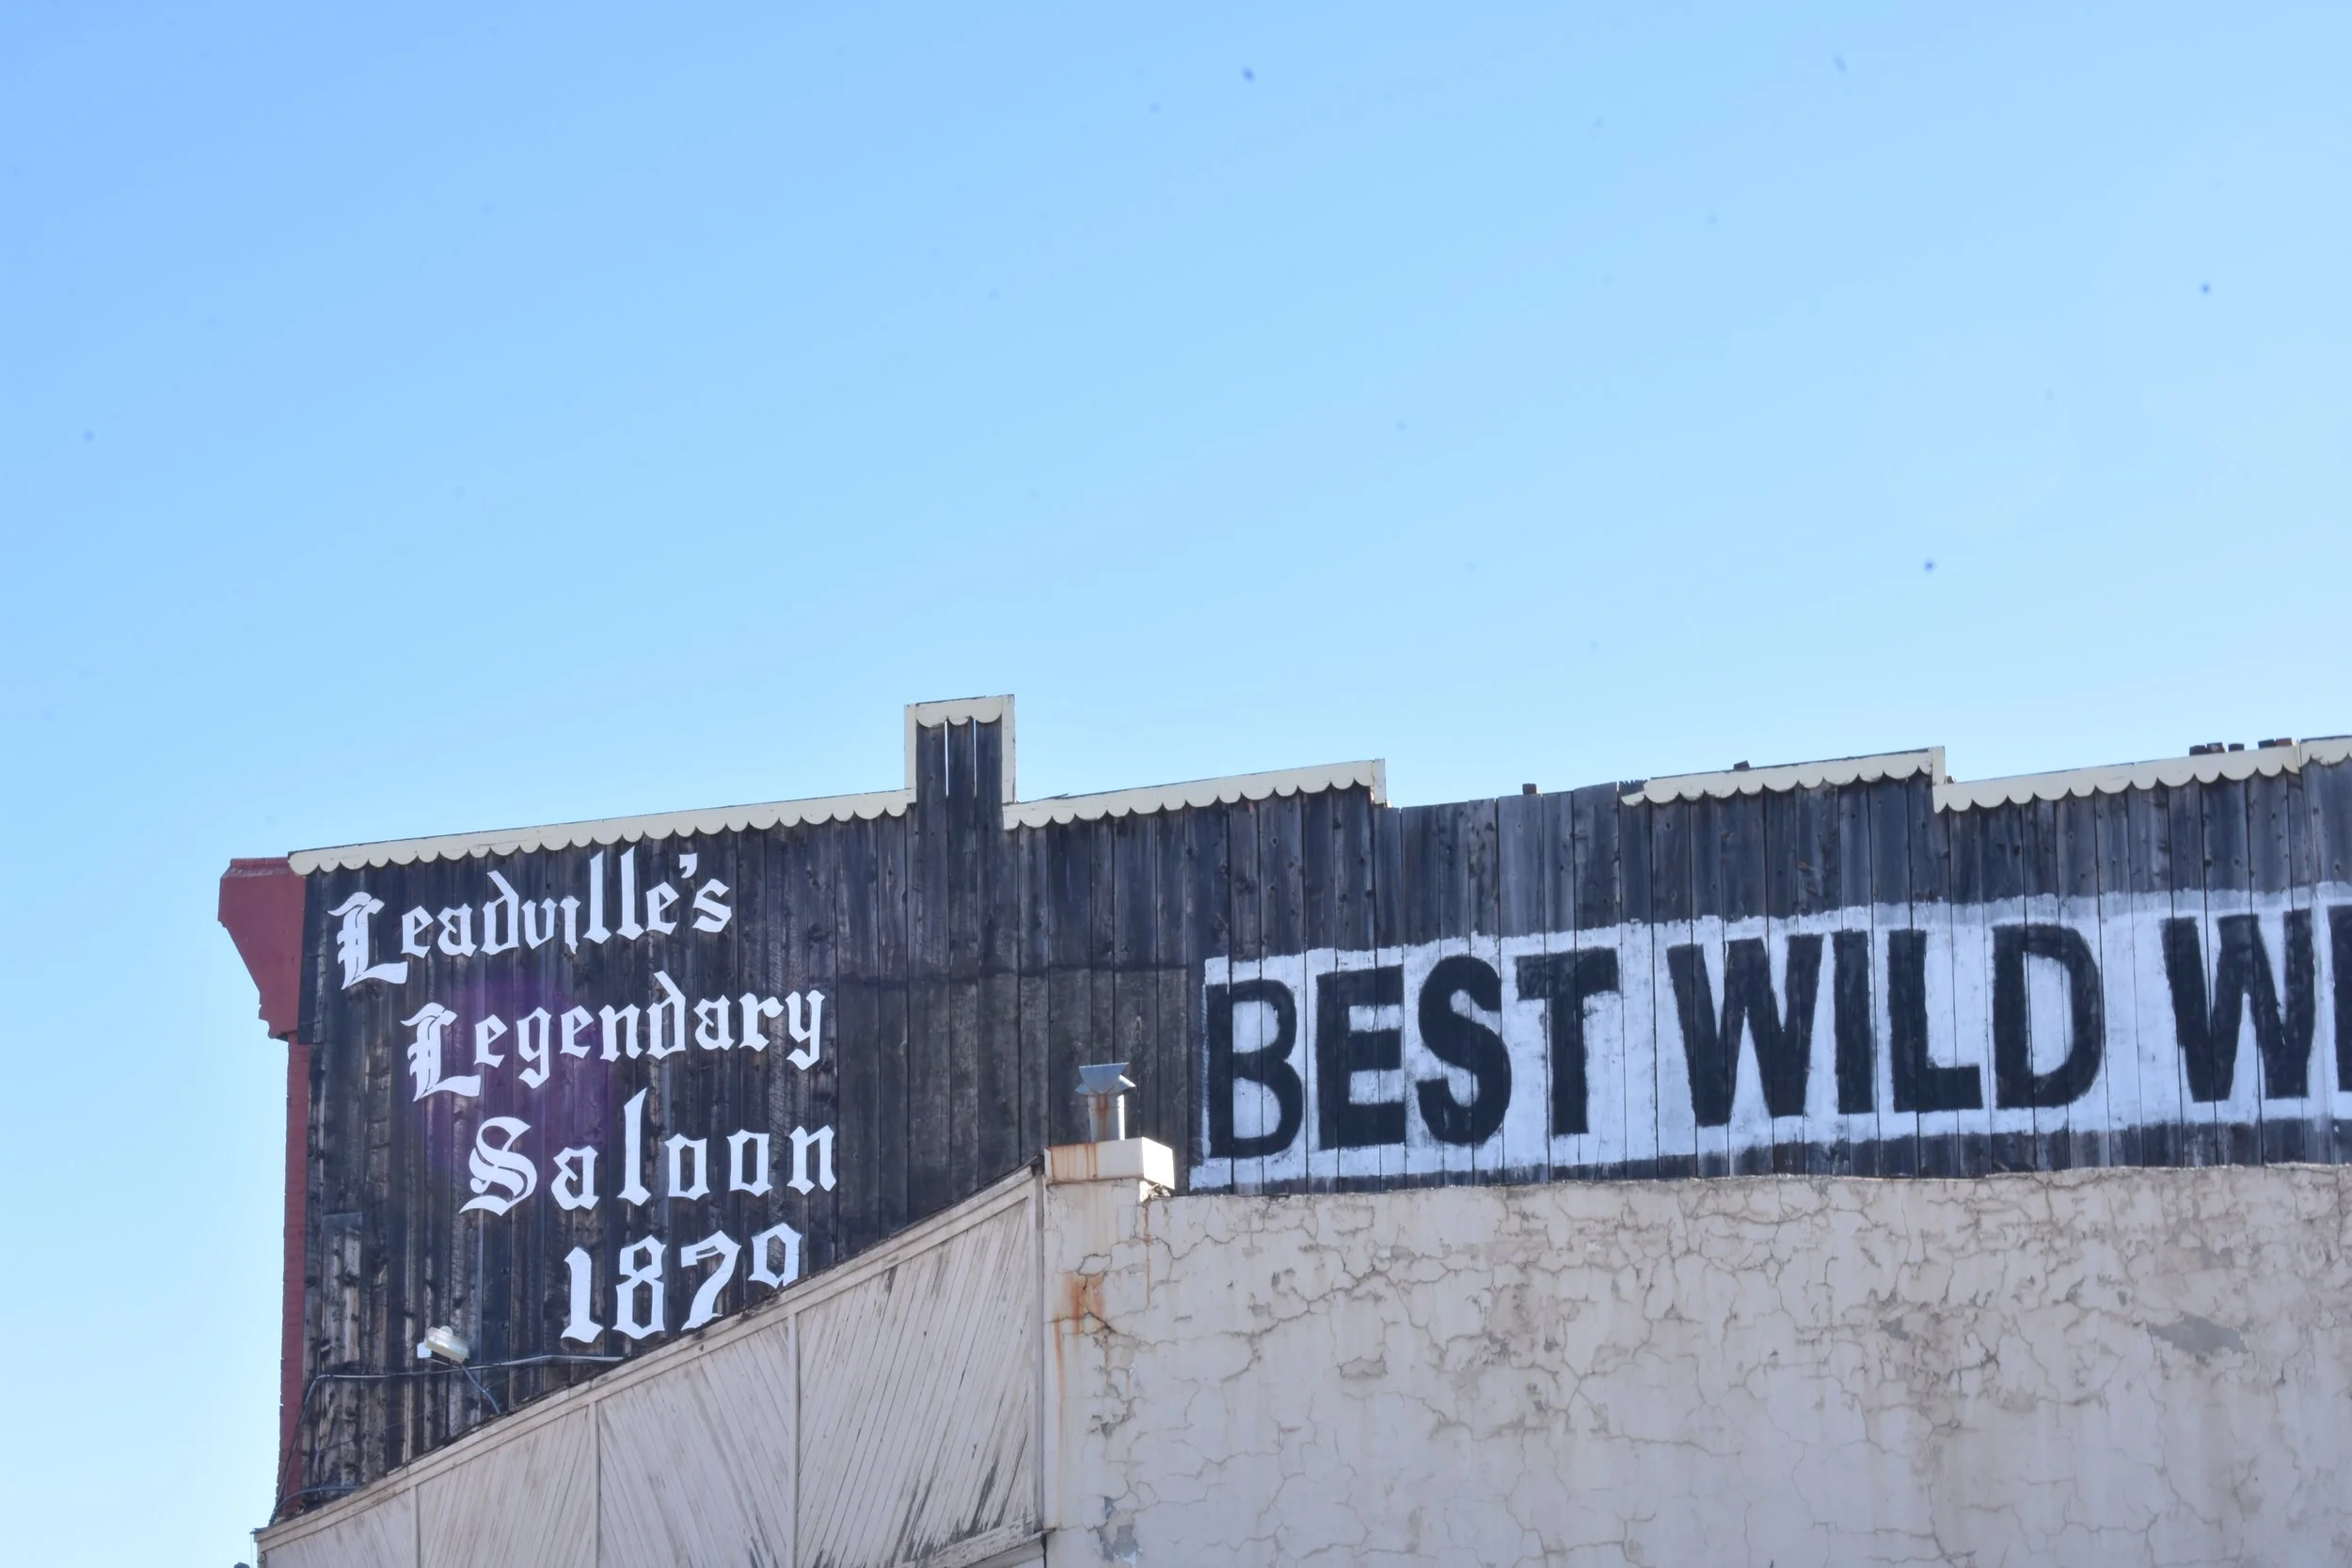 Leadville's
Legendary
Saloon
1879
BEST WILD